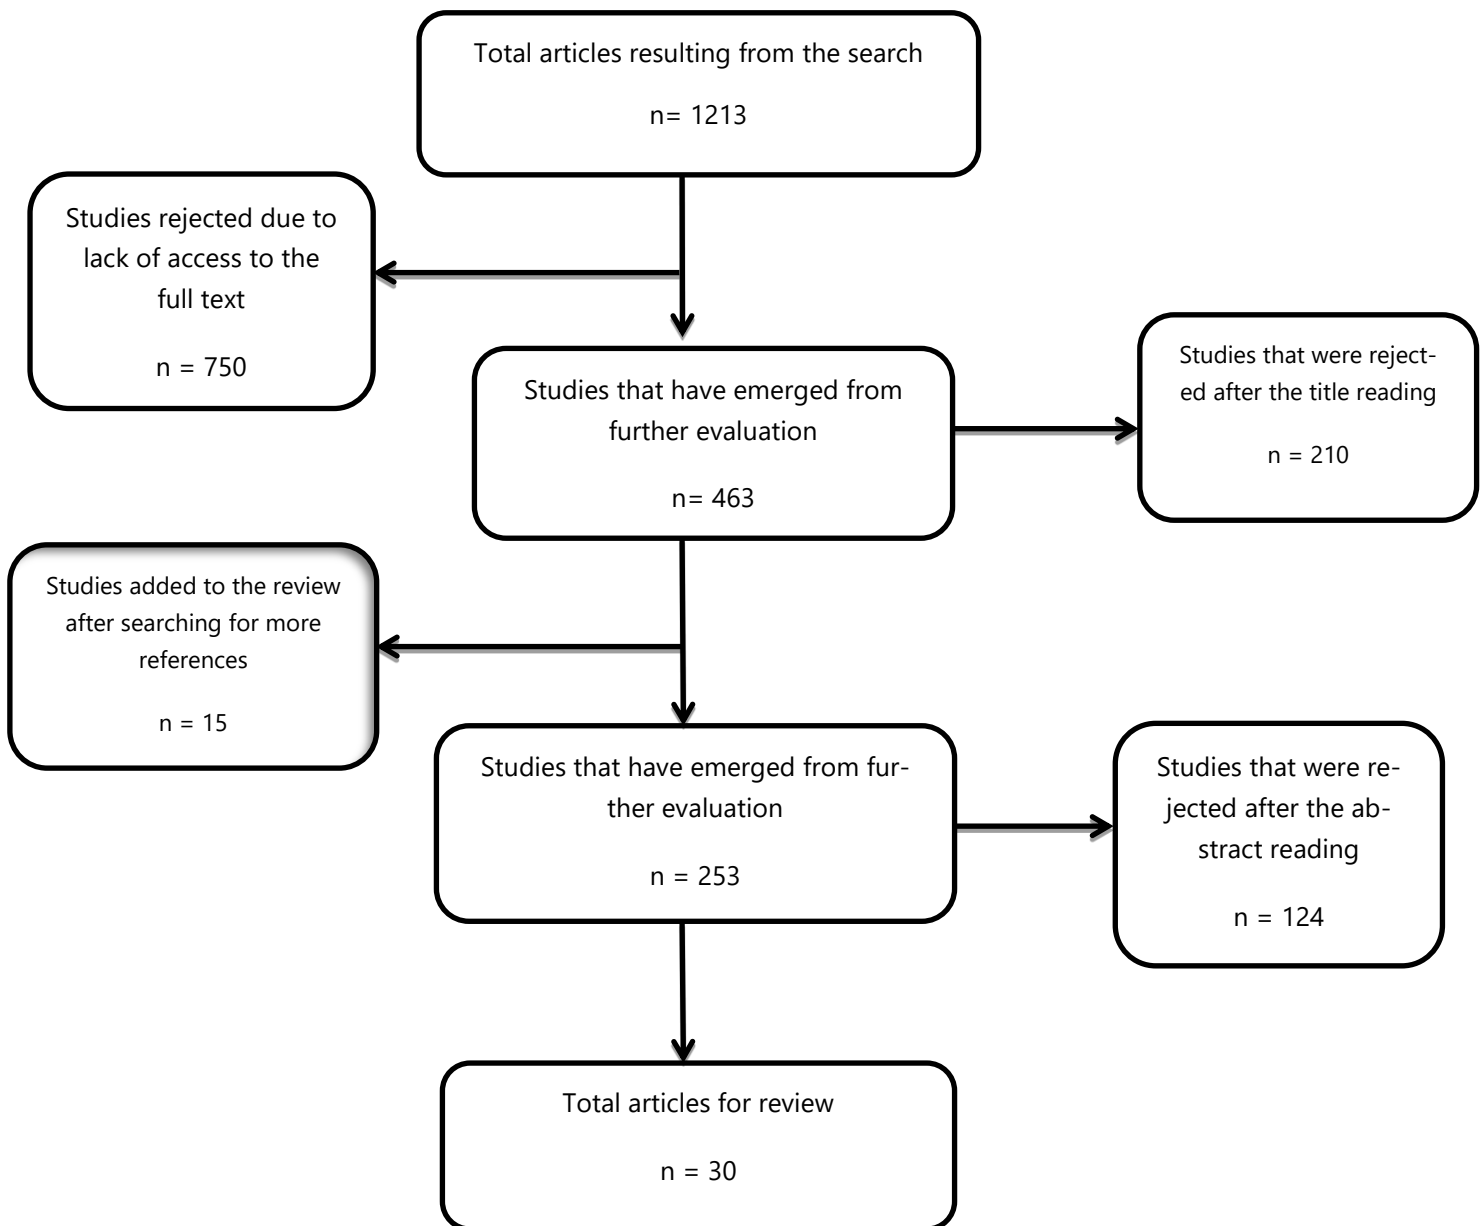 Total articles resulting from the search
n= 1213
Studies rejected due to
lack of access to the
full text
n = 750
Studies that have emerged from
further evaluation
n= 463
Studies that were reject-
ed after the title reading
n = 210
Studies added to the review
after searching for more
references
n = 15
Studies that have emerged from fur-
ther evaluation
n = 253
Studies that were re-
jected after the ab-
stract reading
n = 124
Total articles for review
n = 30